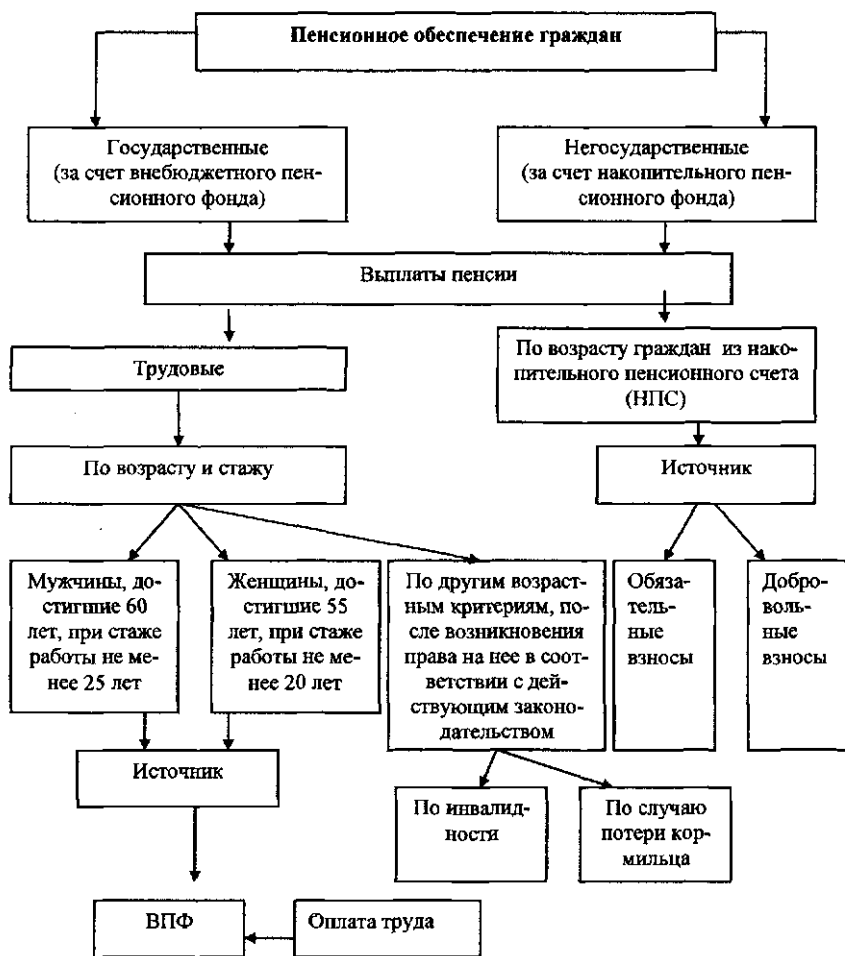 Пенсионное обеспечение граждан
Государственные
(за счет внебюджетного пен-
сионного фонда)
Негосударственные
(за счет накопительного пен-
сионного фонда)
Выплаты пенсии
Трудовые
По возрасту граждан из нако-
пительного пенсионного счета
(НПС)
По возрасту и стажу
Источник
Мужчины, до-
стигшие 60
лет, при стаже
работы не ме-
нее 25 лет
Женщины, до-
стигшие 55
лет, при стаже
работы не ме-
нее 20 лет
По другим возраст-
ным критериям, по-
сле возникновения
права на нее в соот-
ветствии с дей-
ствующим законо-
дательством
Обяза-
тель-
ные
взносы
Добро-
воль-
ные
взносы
Источник
По инвалид-
ности
По случаю
потери кор-
мильца
ВПФ
Оплата труда